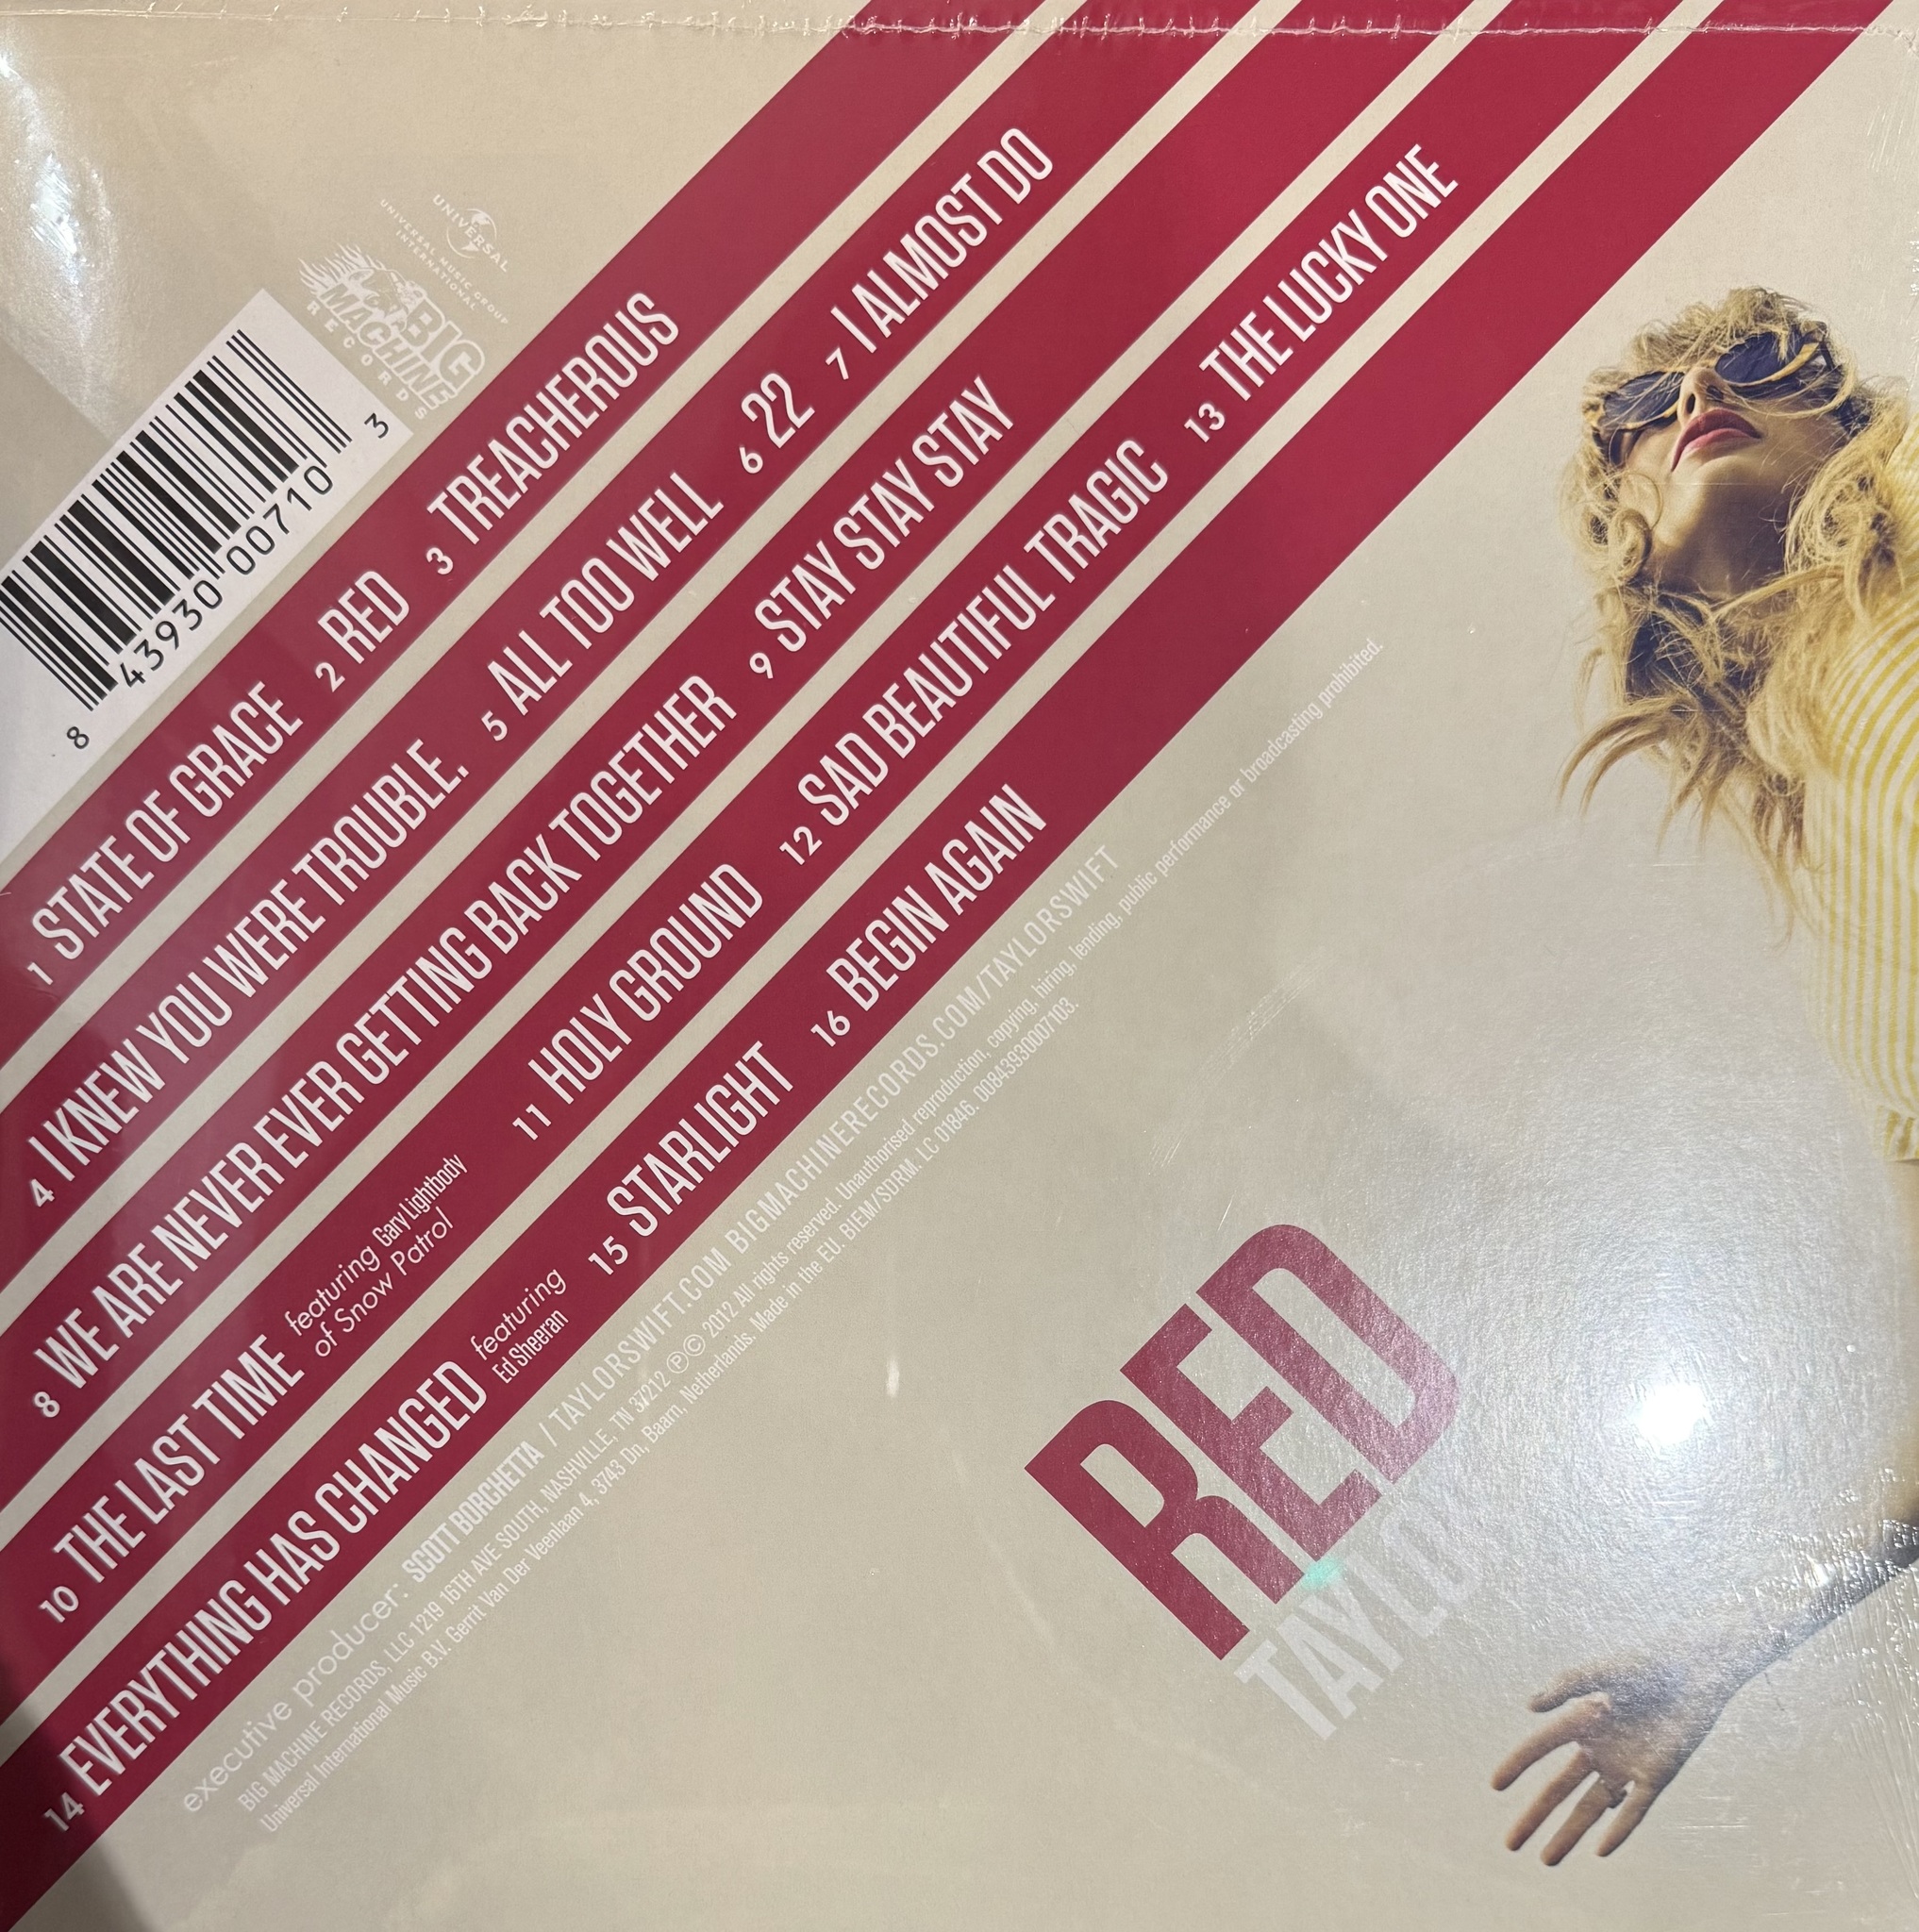 UNIVERSAL
UNIVERSAL MUSIC GROUP
INTERNATIONAL
BIG
MACHINE
RECORDS
8 43930 00710 3
1 STATE OF GRACE 2 RED 3 TREACHEROUS
4 I KNEW YOU WERE TROUBLE. 5 ALL TOO WELL 6 22 7 I ALMOST DO
8 WE ARE NEVER EVER GETTING BACK TOGETHER 9 STAY STAY STAY
10 THE LAST TIME featuring Gary Lightbody
of Snow Patrol
11 HOLY GROUND 12 SAD BEAUTIFUL TRAGIC 13 THE LUCKY ONE
14 EVERYTHING HAS CHANGED featuring
Ed Sheeran
15 STARLIGHT 16 BEGIN AGAIN
executive producer: SCOTT BORCHETTA / TAYLORSWIFT.COM BIGMACHINERECORDS.COM/TAYLORSWIFT
BIG MACHINE RECORDS, LLC 1219 16TH AVE SOUTH, NASHVILLE, TN 37212 ℗© 2012 All rights reserved. Unauthorised reproduction, copying, hiring, lending, public performance or broadcasting prohibited.
Universal International Music B.V. Gerrit Van Der Veenlaan 4, 3743 Dn, Baarn, Netherlands. Made in the EU. BIEM/SDRM. LC 01846. 00843930007103.
RED
TAYLO